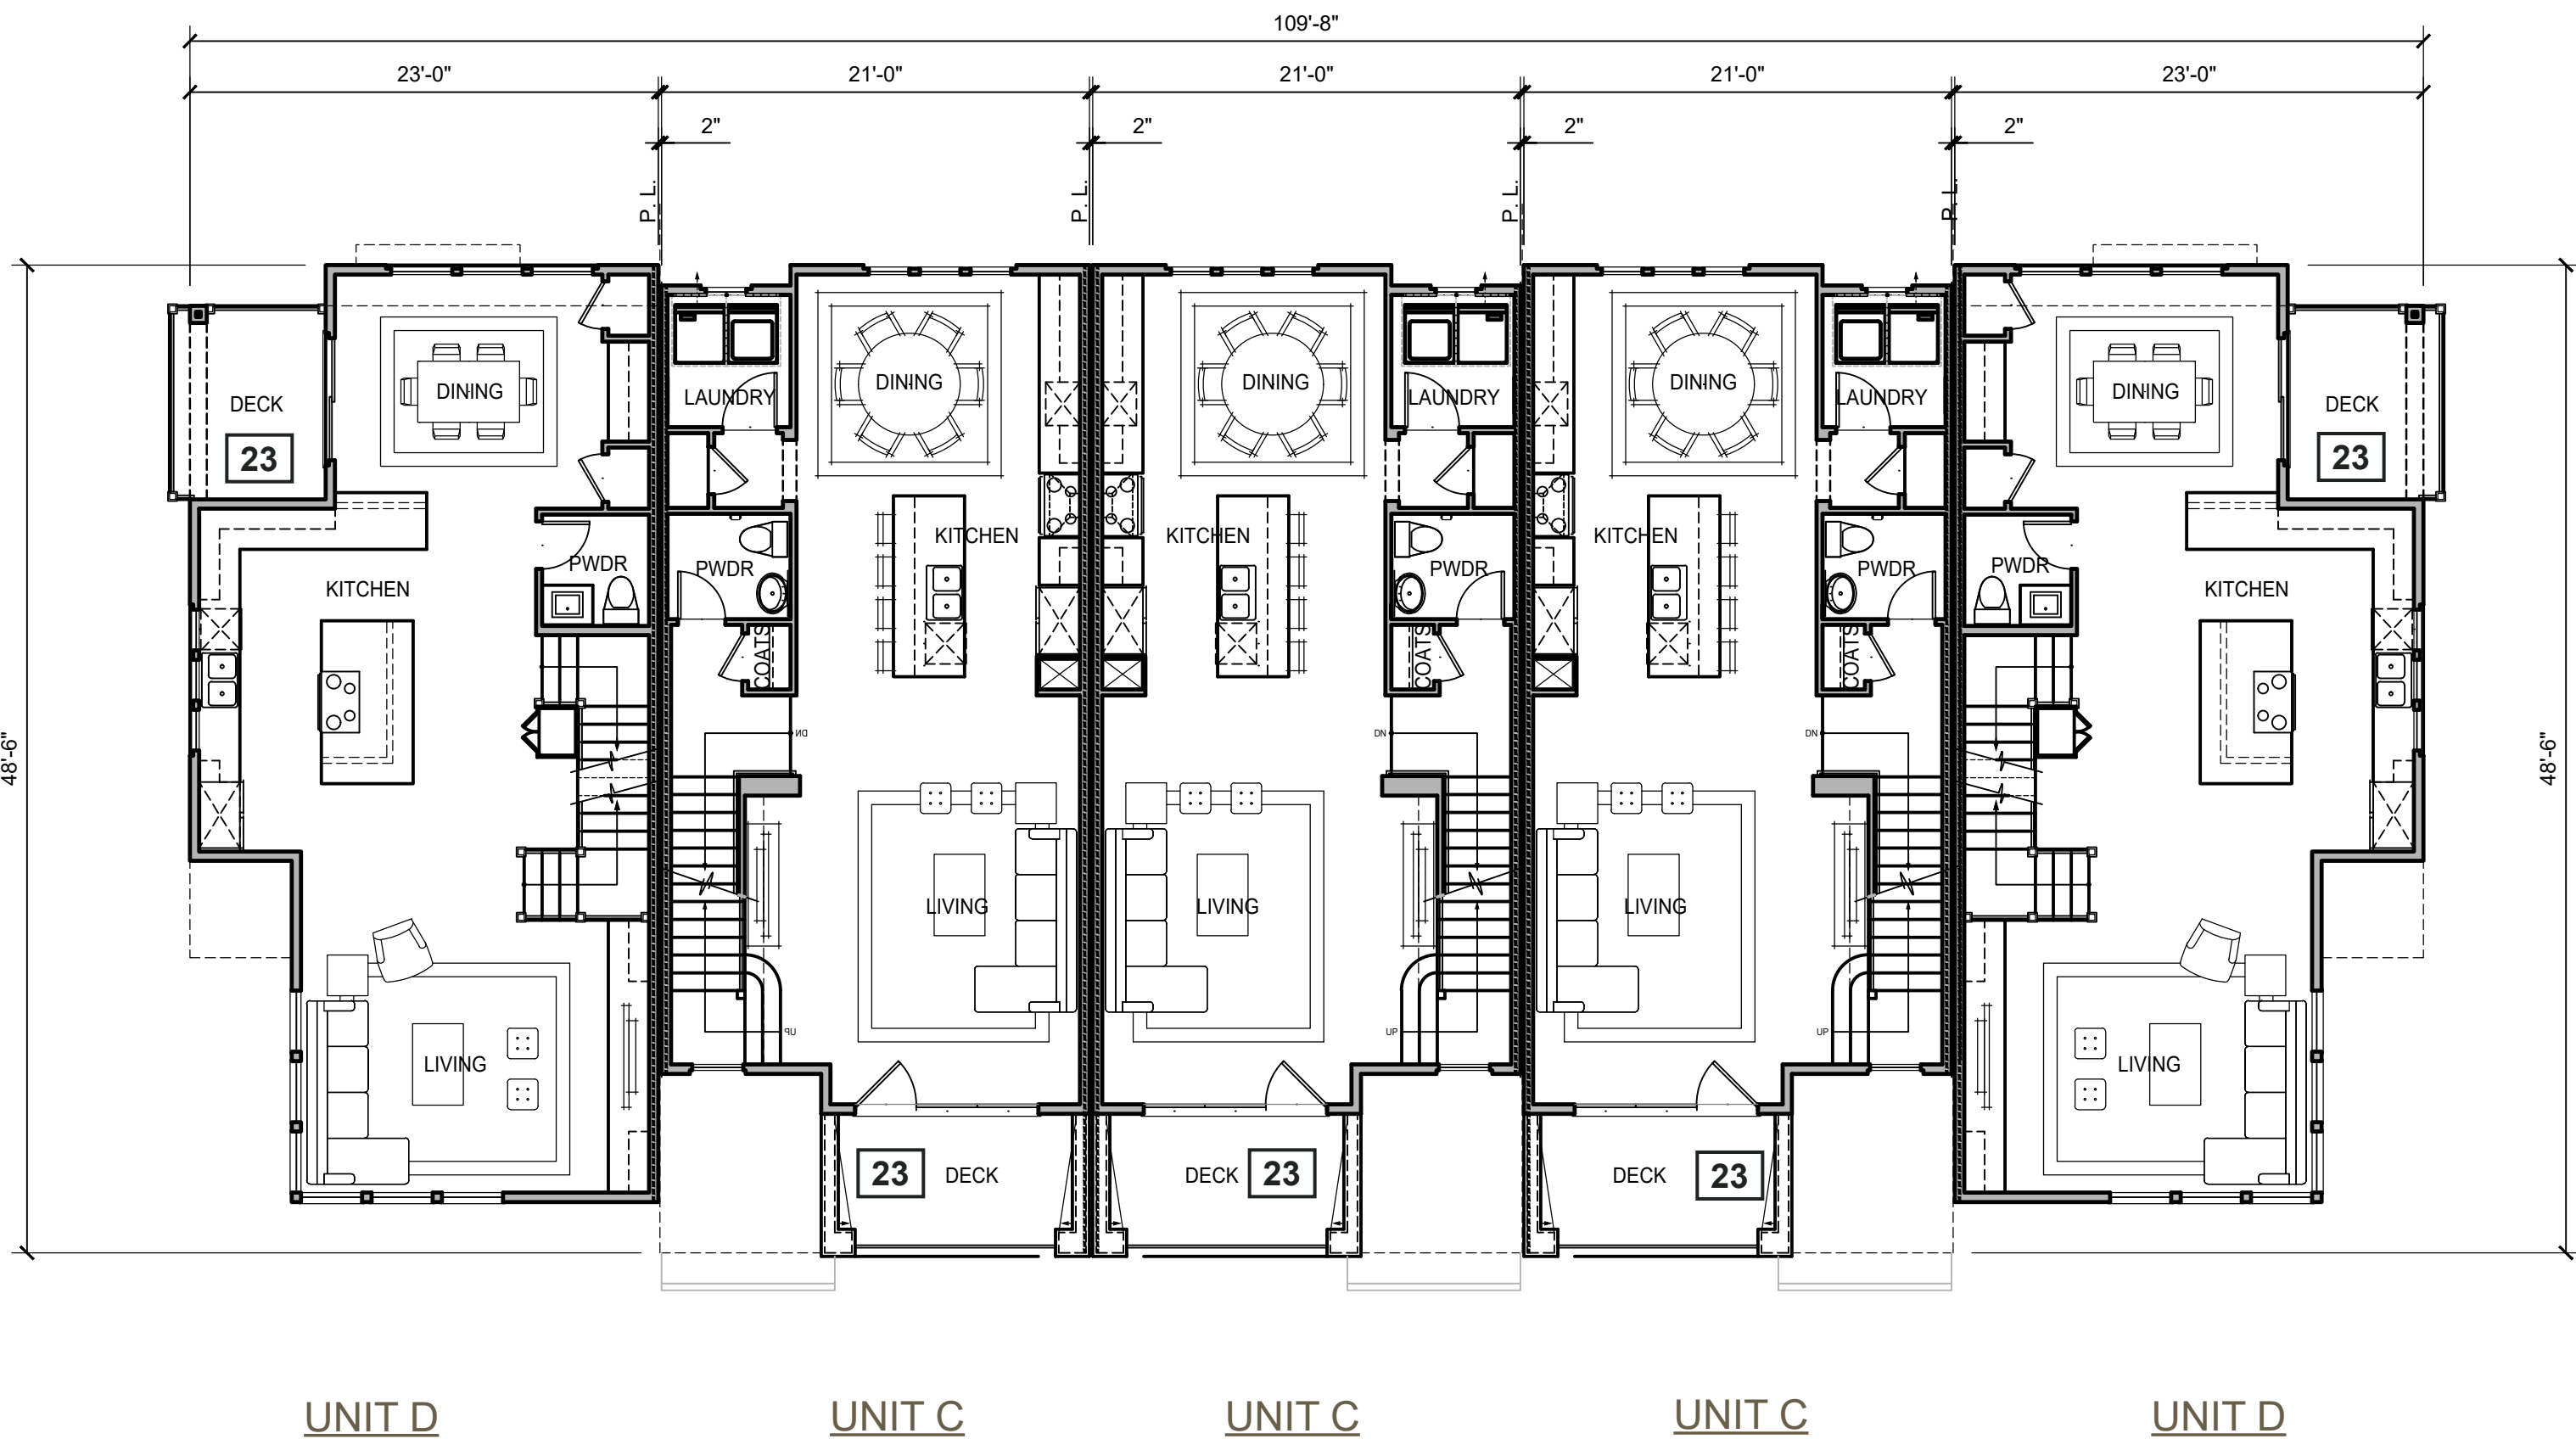 109'-8"
23'-0" 21'-0" 21'-0" 21'-0" 23'-0"
2" 2" 2" 2"
P. L. P. L. P. L. P. L.
DINING DINING DINING DINING DINING
DECK LAUNDRY LAUNDRY LAUNDRY DECK
23 23
KITCHEN KITCHEN KITCHEN
PWDR PWDR PWDR PWDR PWDR
KITCHEN KITCHEN
COATS COATS COATS
DN DN DN
48'-6" 48'-6"
LIVING LIVING LIVING
UP UP UP
LIVING LIVING
23 DECK DECK 23 DECK 23
UNIT D UNIT C UNIT C UNIT C UNIT D